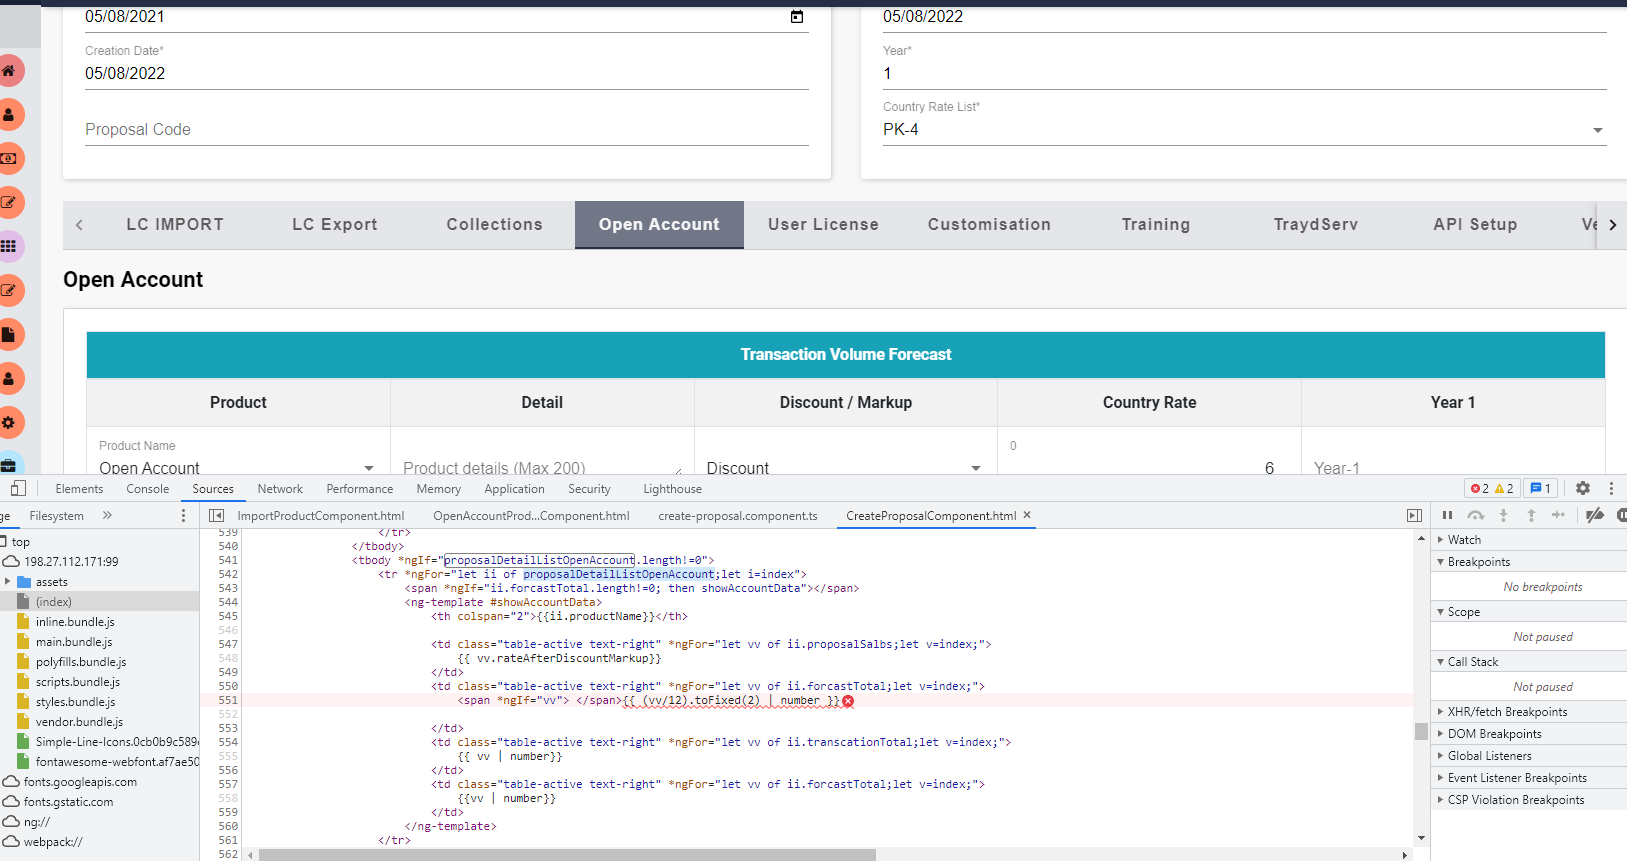 05/08/2021
05/08/2022
Creation Date*
05/08/2022
Year*
1
Country Rate List*
PK-4
Proposal Code
LC IMPORT LC Export Collections Open Account User License Customisation Training TraydServ API Setup Ve
Open Account
Transaction Volume Forecast
Product Detail Discount / Markup Country Rate Year 1
Product Name
Open Account
Product details (Max 200)
Discount
0
6
Year-1
Elements Console Sources Network Performance Memory Application Security Lighthouse
2 2 1
ge Filesystem »
ImportProductComponent.html OpenAccountProd...Component.html create-proposal.component.ts CreateProposalComponent.html ×
top
198.27.112.171:99
assets
(index)
inline.bundle.js
main.bundle.js
polyfills.bundle.js
scripts.bundle.js
styles.bundle.js
vendor.bundle.js
Simple-Line-Icons.0cb0b9c589
fontawesome-webfont.af7ae50
fonts.googleapis.com
fonts.gstatic.com
ng://
webpack://
539 </tr>
540 </tbody>
541 <tbody *ngIf="proposalDetailListOpenAccount.length!=0">
542 <tr *ngFor="let ii of proposalDetailListOpenAccount;let i=index">
543 <span *ngIf="ii.forcastTotal.length!=0; then showAccountData"></span>
544 <ng-template #showAccountData>
545 <th colspan="2">{{ii.productName}}</th>
546
547 <td class="table-active text-right" *ngFor="let vv of ii.proposalSalbs;let v=index;">
548 {{ vv.rateAfterDiscountMarkup}}
549 </td>
550 <td class="table-active text-right" *ngFor="let vv of ii.forcastTotal;let v=index;">
551 <span *ngIf="vv"> </span>{{ (vv/12).toFixed(2) | number }}
552
553 </td>
554 <td class="table-active text-right" *ngFor="let vv of ii.transcationTotal;let v=index;">
555 {{ vv | number}}
556 </td>
557 <td class="table-active text-right" *ngFor="let vv of ii.forcastTotal;let v=index;">
558 {{vv | number}}
559 </td>
560 </ng-template>
561 </tr>
562
Watch
Breakpoints
No breakpoints
Scope
Not paused
Call Stack
Not paused
XHR/fetch Breakpoints
DOM Breakpoints
Global Listeners
Event Listener Breakpoints
CSP Violation Breakpoints